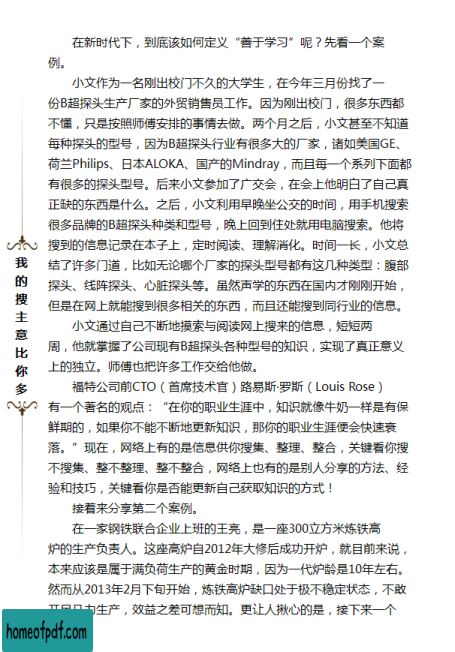 在新时代下，到底该如何定义“善于学习”呢？先看一个案
例。
小文作为一名刚出校门不久的大学生，在今年三月份找了一
份B超探头生产厂家的外贸销售员工作。因为刚出校门，很多东西都
不懂，只是按照师傅安排的事情去做。两个月之后，小文甚至不知道
每种探头的型号，因为B超探头行业有很多大的厂家，诸如美国GE、
荷兰Philips、日本ALOKA、国产的Mindray，而且每一个系列下面都
有很多的探头型号。后来小文参加了广交会，在会上他明白了自己真
正缺的东西是什么。之后，小文利用早晚坐公交的时间，用手机搜索
很多品牌的B超探头种类和型号，晚上回到住处就用电脑搜索。他将
搜到的信息记录在本子上，定时阅读、理解消化。时间一长，小文总
结了许多门道，比如无论哪个厂家的探头型号都有这几种类型：腹部
探头、线阵探头、心脏探头等。虽然声学的东西在国内才刚刚开始，
但是在网上就能搜到很多相关的东西，而且还能搜到同行业的信息。
小文通过自己不断地摸索与阅读网上搜来的信息，短短两
周，他就掌握了公司现有B超探头各种型号的知识，实现了真正意义
上的独立。师傅也把许多工作交给他做。
福特公司前CTO（首席技术官）路易斯·罗斯（Louis Rose）
有一个著名的观点：“在你的职业生涯中，知识就像牛奶一样是有保
鲜期的，如果你不能不断地更新知识，那你的职业生涯便会快速衰
落。”现在，网络上有的是信息供你搜集、整理、整合，关键看你搜
不搜集、整不整理、整不整合，网络上也有的是别人分享的方法、经
验和技巧，关键看你是否能更新自己获取知识的方式！
接着来分享第二个案例。
在一家钢铁联合企业上班的王亮，是一座300立方米炼铁高
炉的生产负责人。这座高炉自2012年大修后成功开炉，就目前来说，
本来应该是属于满负荷生产的黄金时期，因为一代炉龄是10年左右。
然而从2013年2月下旬开始，炼铁高炉缺口处于极不稳定状态，不敢
开足马力生产，效益之差可想而知。更让人揪心的是，接下来一个
我的搜主意比你多
homeofpdf.com